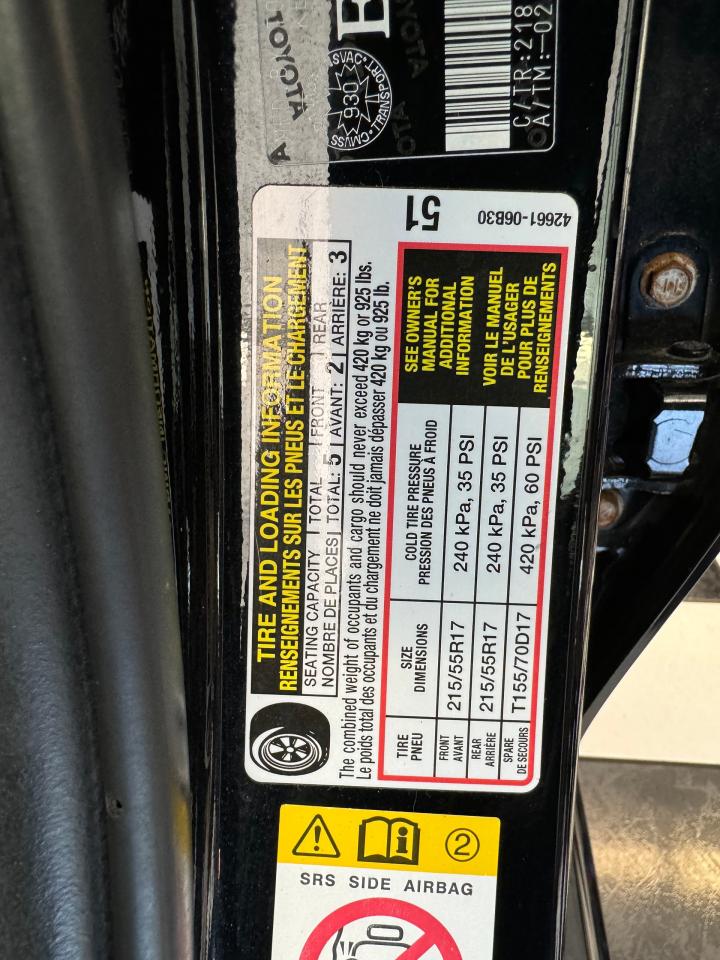 TOYOTA
TOYOTA
CMVSS
930
TRANSPORT
C/TR:218
A/TM:-02
51
42661-06B30
TIRE AND LOADING INFORMATION
RENSEIGNEMENTS SUR LES PNEUS ET LE CHARGEMENT
SEATING CAPACITY | TOTAL | FRONT | REAR
NOMBRE DE PLACES | TOTAL: 5 | AVANT: 2 | ARRIÈRE: 3
The combined weight of occupants and cargo should never exceed 420 kg or 925 lbs.
Le poids total des occupants et du chargement ne doit jamais dépasser 420 kg ou 925 lb.
TIRE
PNEU
SIZE
DIMENSIONS
COLD TIRE PRESSURE
PRESSION DES PNEUS À FROID
FRONT
AVANT
215/55R17
240 kPa, 35 PSI
REAR
ARRIÈRE
215/55R17
240 kPa, 35 PSI
SPARE
DE SECOURS
T155/70D17
420 kPa, 60 PSI
SEE OWNER'S
MANUAL FOR
ADDITIONAL
INFORMATION
VOIR LE MANUEL
DE L'USAGER
POUR PLUS DE
RENSEIGNEMENTS
2
SRS SIDE AIRBAG